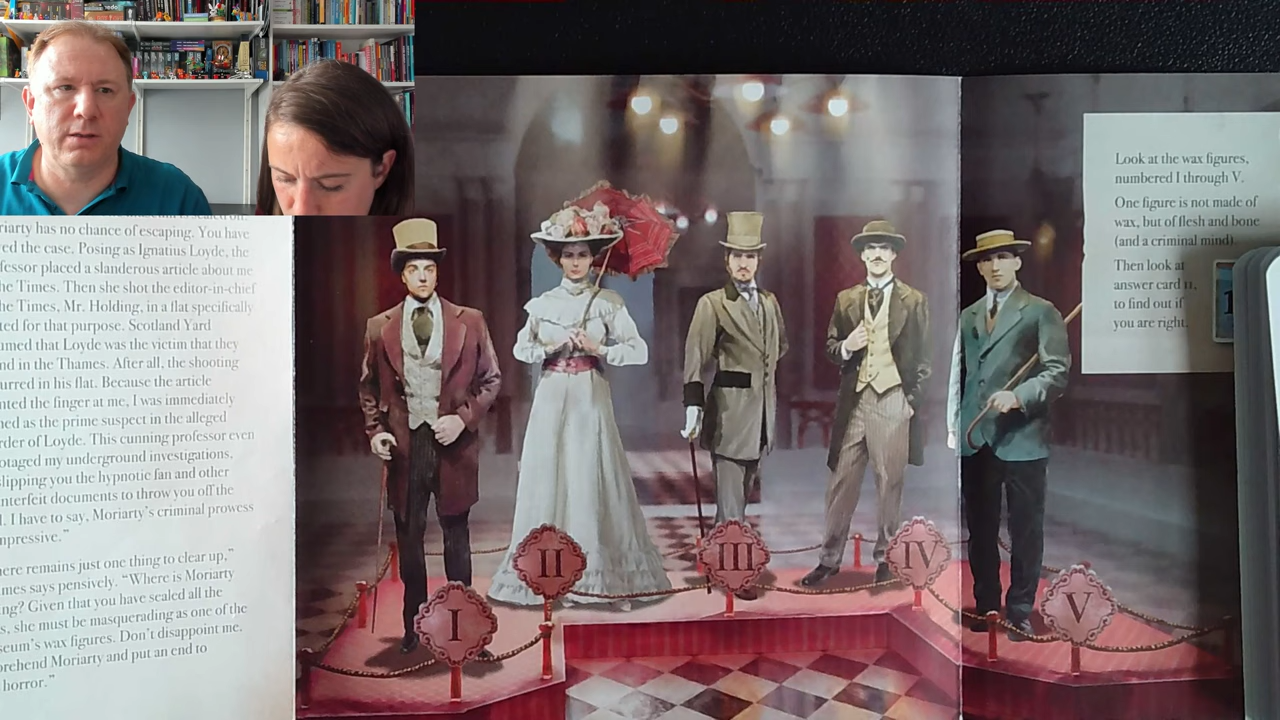 riarty has no chance of escaping. You have
ed the case. Posing as Ignatius Loyde, the
fessor placed a slanderous article about me
he Times. Then she shot the editor-in-chief
he Times, Mr. Holding, in a flat specifically
ted for that purpose. Scotland Yard
umed that Loyde was the victim that they
nd in the Thames. After all, the shooting
urred in his flat. Because the article
nted the finger at me, I was immediately
ned as the prime suspect in the alleged
rder of Loyde. This cunning professor even
otaged my underground investigations,
slipping you the hypnotic fan and other
nterfeit documents to throw you off the
l. I have to say, Moriarty's criminal prowess
mpressive."
here remains just one thing to clear up,"
mes says pensively. "Where is Moriarty
ing? Given that you have sealed all the
s, she must be masquerading as one of the
seum's wax figures. Don't disappoint me.
prehend Moriarty and put an end to
horror."
I
II
III
IV
V
Look at the wax figures,
numbered I through V.
One figure is not made of
wax, but of flesh and bone
(and a criminal mind).
Then look at
answer card 11,
to find out if
you are right.